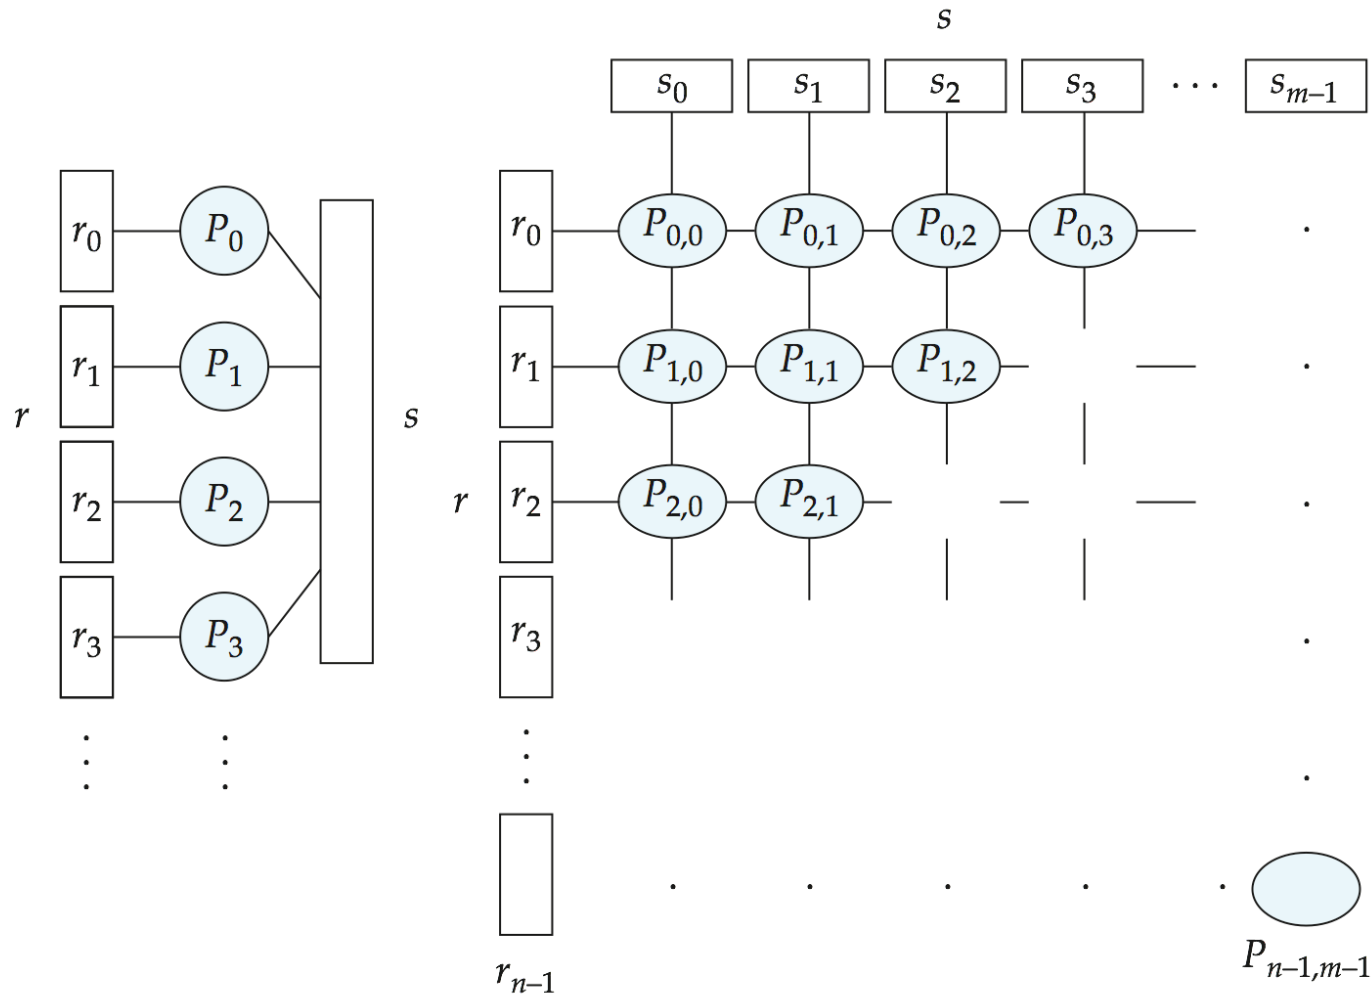 s
s0 s1 s2 s3 ... sm–1
r0 P0 r0 P0,0 P0,1 P0,2 P0,3
r1 P1 r1 P1,0 P1,1 P1,2
r s
r2 P2 r r2 P2,0 P2,1
r3 P3 r3
rn–1 Pn–1,m–1